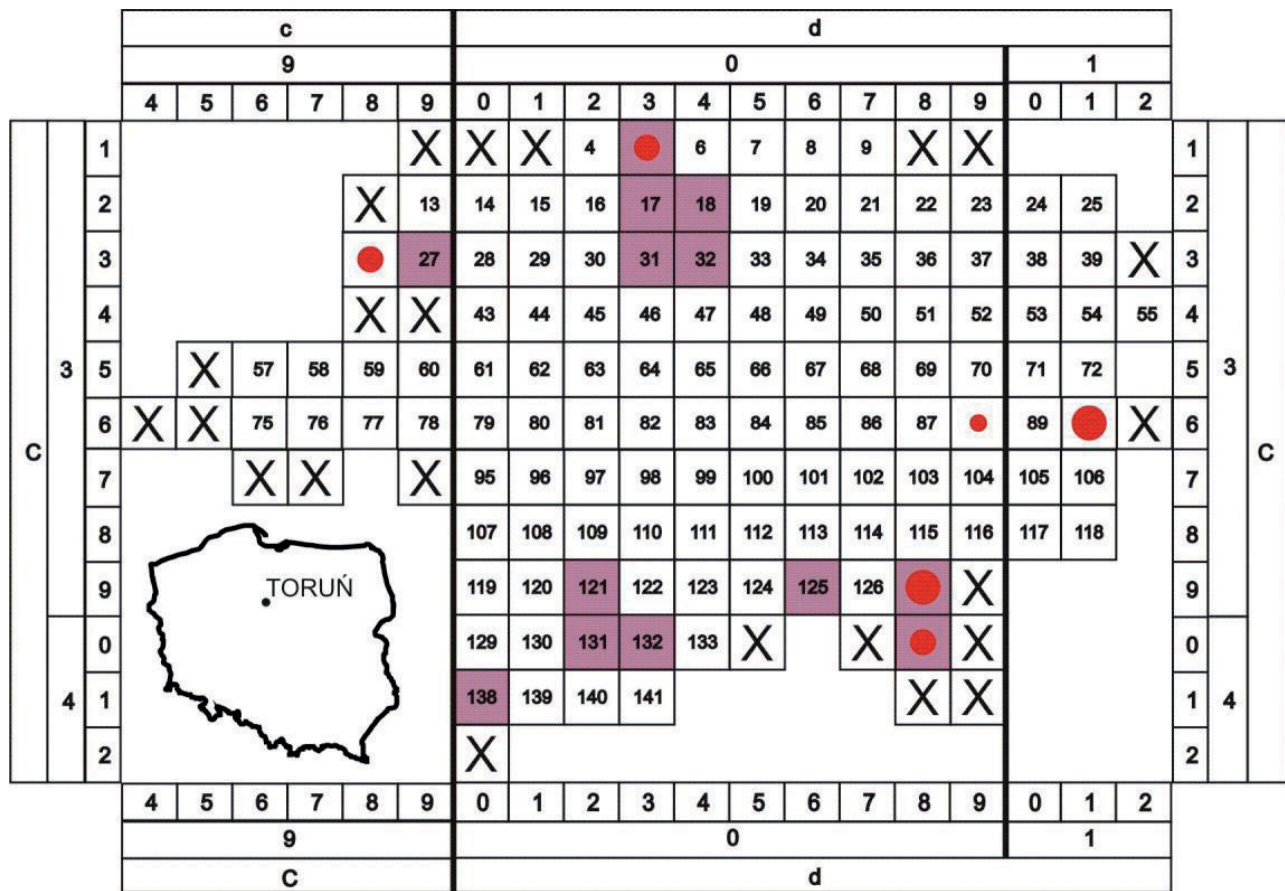 c d
9 0 1
4 5 6 7 8 9 0 1 2 3 4 5 6 7 8 9 0 1 2
1 X X X 4 6 7 8 9 X X 1
2 X 13 14 15 16 17 18 19 20 21 22 23 24 25 2
3 27 28 29 30 31 32 33 34 35 36 37 38 39 X 3
4 X X 43 44 45 46 47 48 49 50 51 52 53 54 55 4
3 5 X 57 58 59 60 61 62 63 64 65 66 67 68 69 70 71 72 5 3
C 6 X X 75 76 77 78 79 80 81 82 83 84 85 86 87 89 X 6 C
7 X X X 95 96 97 98 99 100 101 102 103 104 105 106 7
8 107 108 109 110 111 112 113 114 115 116 117 118 8
9 TORUŃ 119 120 121 122 123 124 125 126 X 9
0 129 130 131 132 133 X X X 0
4 1 138 139 140 141 X X 1 4
2 X 2
4 5 6 7 8 9 0 1 2 3 4 5 6 7 8 9 0 1 2
9 0 1
C d